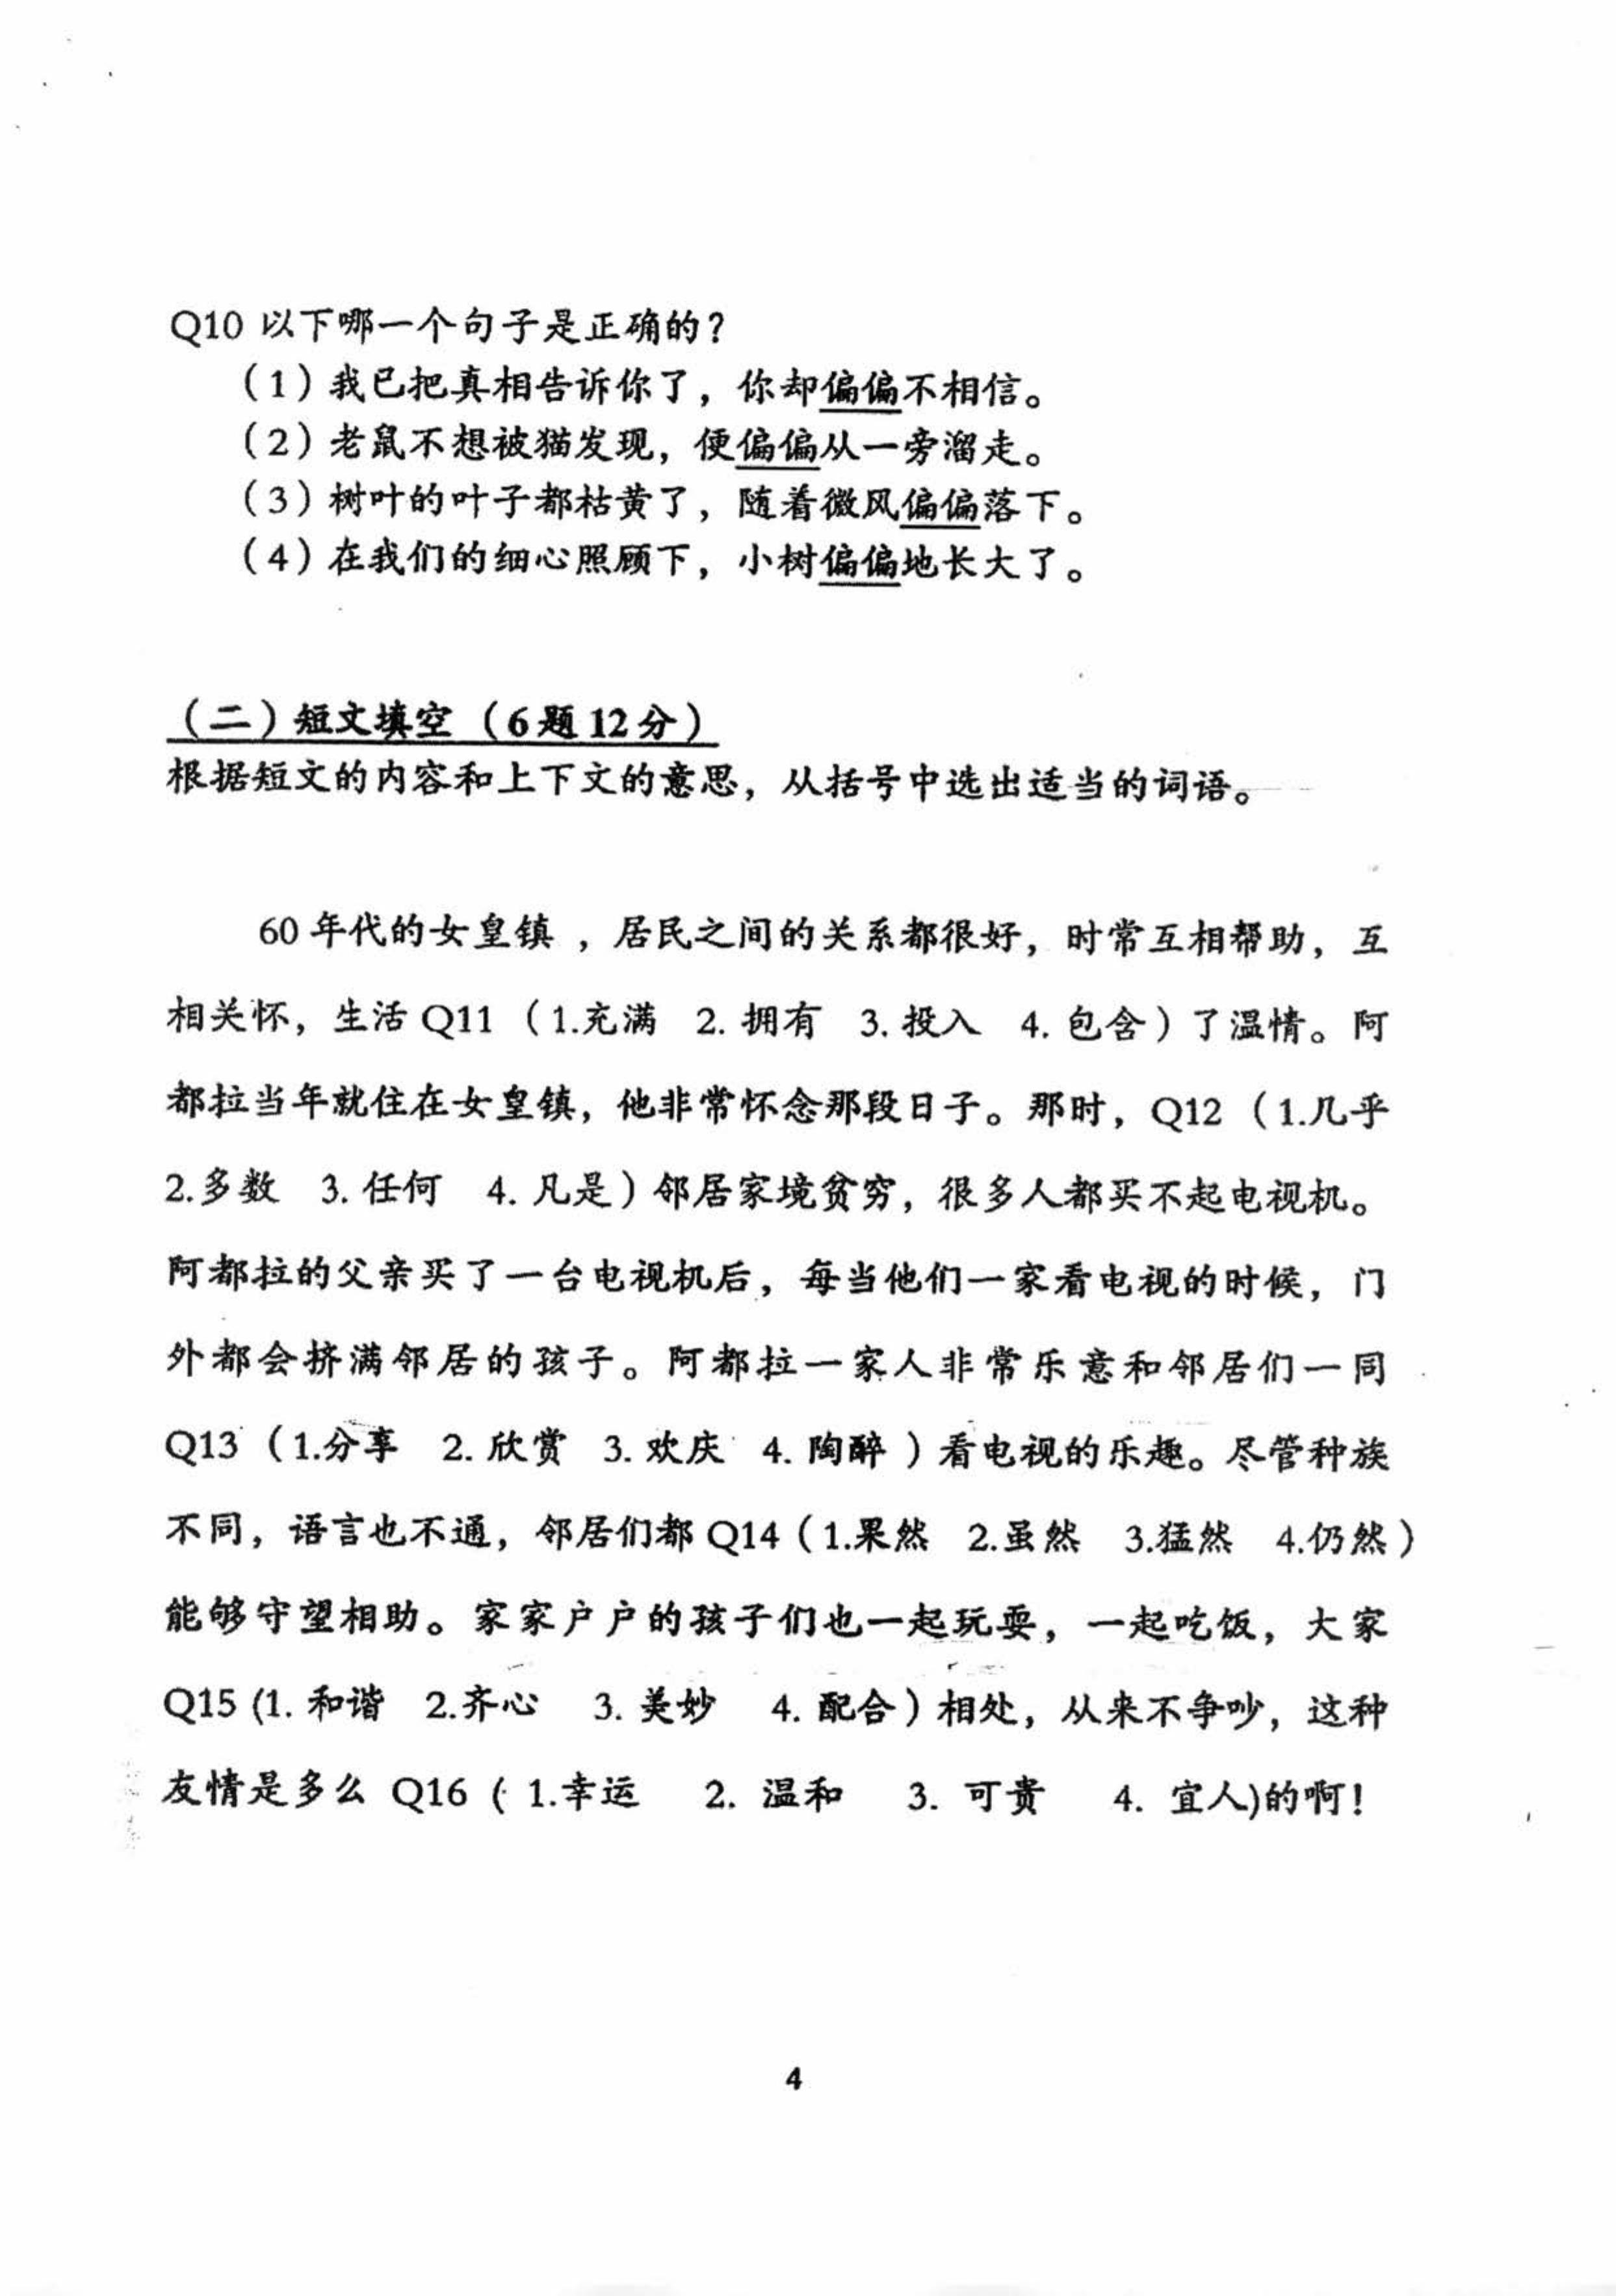 Q10 以下哪一个句子是正确的？
（1）我已把真相告诉你了，你却偏偏不相信。
（2）老鼠不想被猫发现，便偏偏从一旁溜走。
（3）树叶的叶子都枯黄了，随着微风偏偏落下。
（4）在我们的细心照顾下，小树偏偏地长大了。
（二）短文填空（6题12分）
根据短文的内容和上下文的意思，从括号中选出适当的词语。
60年代的女皇镇 ，居民之间的关系都很好，时常互相帮助，互
相关怀，生活 Q11 （1.充满 2. 拥有 3. 投入 4. 包含）了温情。阿
都拉当年就住在女皇镇，他非常怀念那段日子。那时，Q12 （1.几乎
2.多数 3. 任何 4. 凡是）邻居家境贫穷，很多人都买不起电视机。
阿都拉的父亲买了一台电视机后，每当他们一家看电视的时候，门
外都会挤满邻居的孩子。阿都拉一家人非常乐意和邻居们一同
Q13 （1.分享 2. 欣赏 3. 欢庆 4. 陶醉 ）看电视的乐趣。尽管种族
不同，语言也不通，邻居们都 Q14（1.果然 2.虽然 3.猛然 4.仍然）
能够守望相助。家家户户的孩子们也一起玩耍，一起吃饭，大家
Q15 (1. 和谐 2.齐心 3. 美妙 4. 配合）相处，从来不争吵，这种
友情是多么 Q16 ( 1.幸运 2. 温和 3. 可贵 4. 宜人)的啊！
4